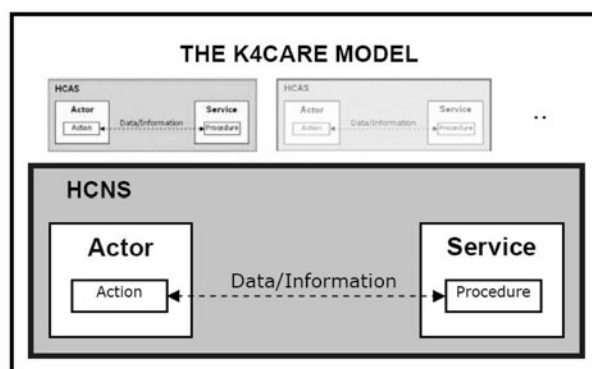 THE K4CARE MODEL
HCAS
Actor
Service
Data/Information
Action
Procedure
HCAS
Actor
Service
Data/Information
Action
Procedure
..
HCNS
Actor
Service
Data/Information
Action
Procedure